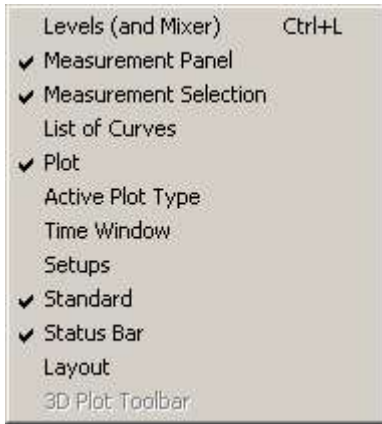 Levels (and Mixer) Ctrl+L
Measurement Panel
Measurement Selection
List of Curves
Plot
Active Plot Type
Time Window
Setups
Standard
Status Bar
Layout
3D Plot Toolbar